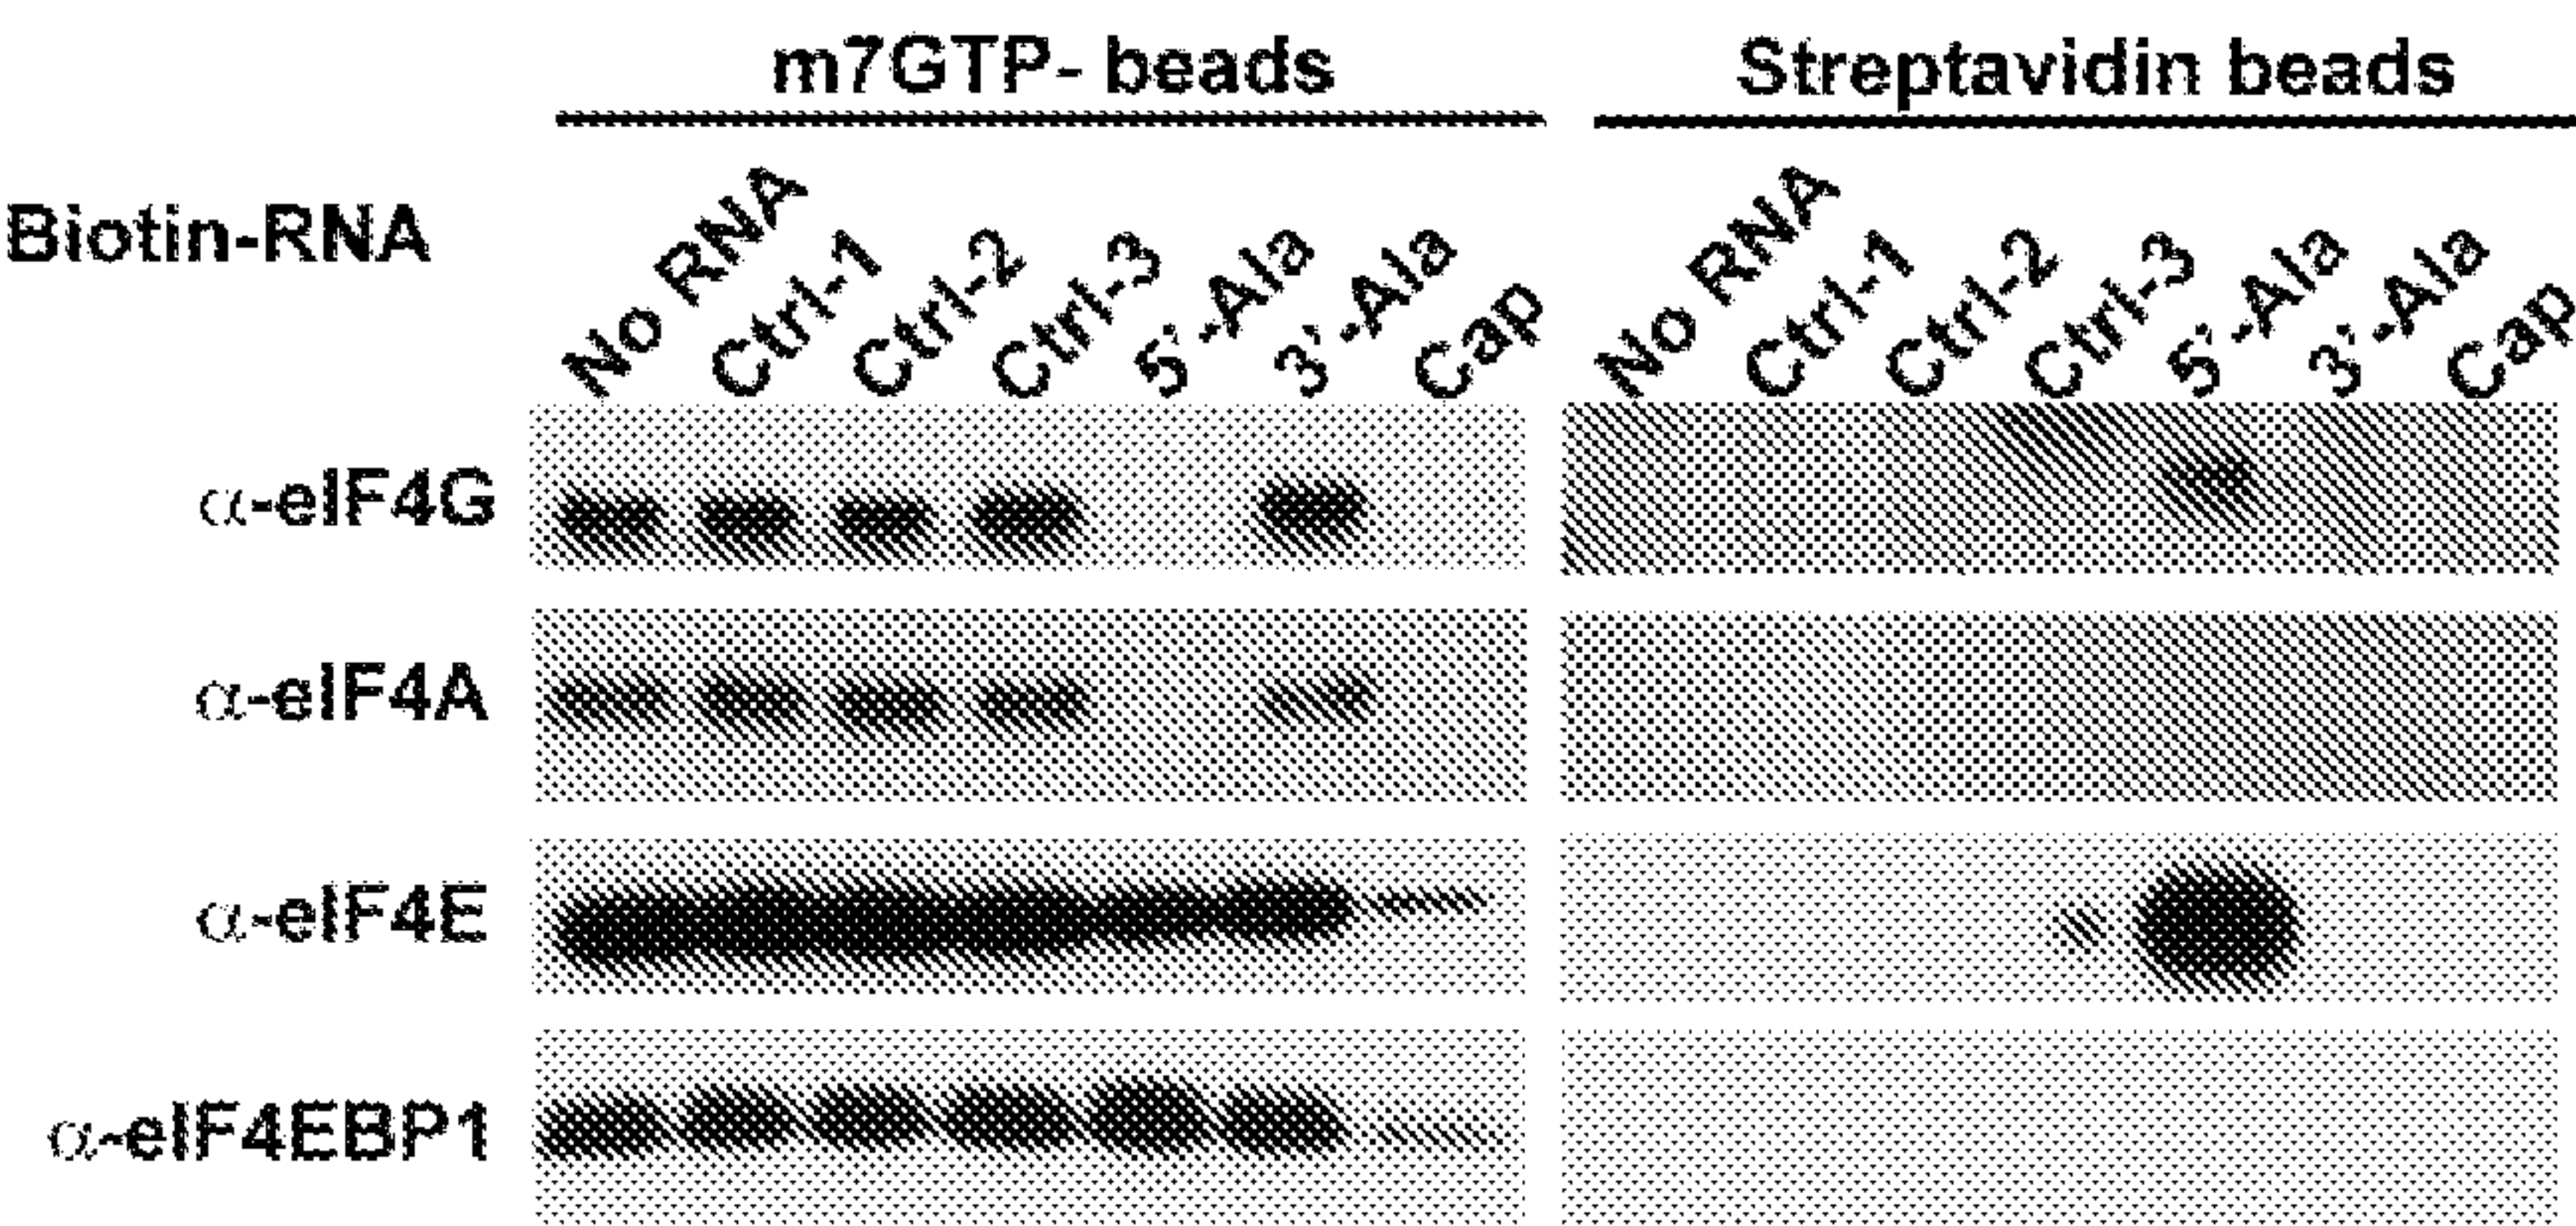 m7GTP- beads Streptavidin beads
Biotin-RNA
No RNA Ctrl-1 Ctrl-2 Ctrl-3 5'-Ala 3'-Ala Cap No RNA Ctrl-1 Ctrl-2 Ctrl-3 5'-Ala 3'-Ala Cap
α-eIF4G
α-eIF4A
α-eIF4E
α-eIF4EBP1